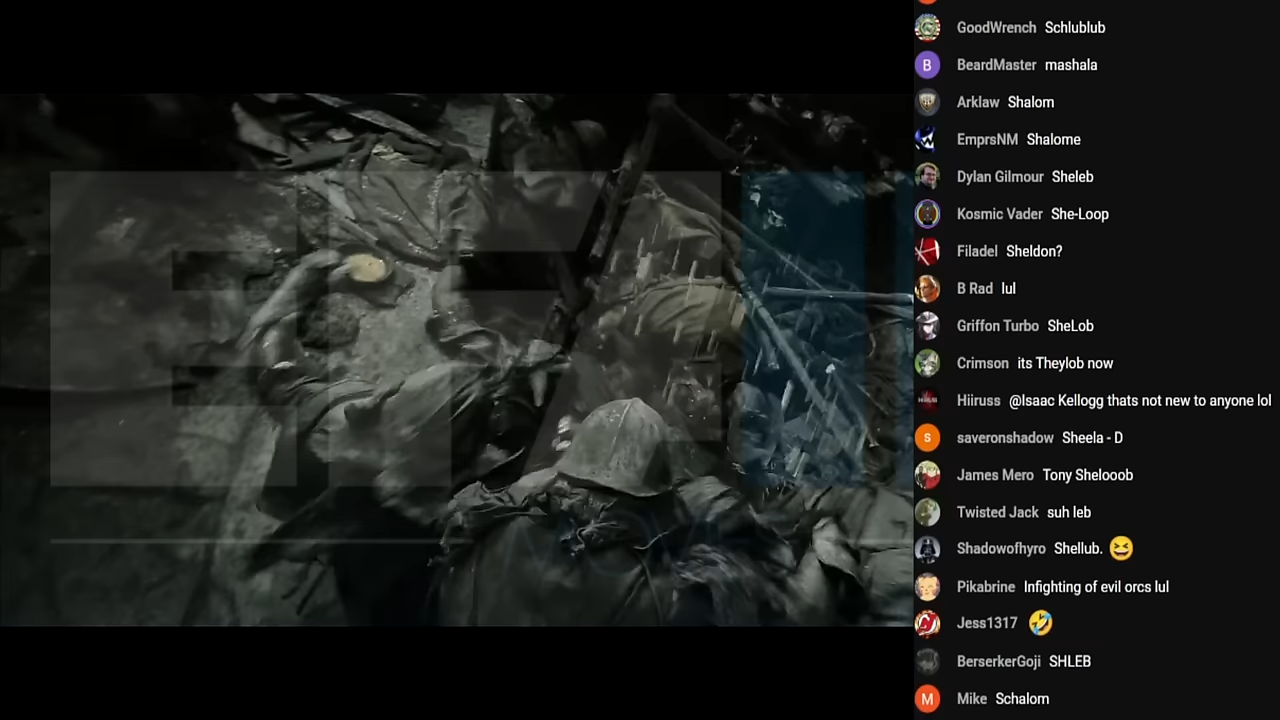 GoodWrench Schlublub
BeardMaster mashala
Arklaw Shalom
EmprsNM Shalome
Dylan Gilmour Sheleb
Kosmic Vader She-Loop
Filadel Sheldon?
B Rad lul
Griffon Turbo SheLob
Crimson its Theylob now
Hiiruss @Isaac Kellogg thats not new to anyone lol
saveronshadow Sheela - D
James Mero Tony Shelooob
Twisted Jack suh leb
Shadowofhyro Shellub. 😆
Pikabrine Infighting of evil orcs lul
Jess1317 🤣
BerserkerGoji SHLEB
Mike Schalom